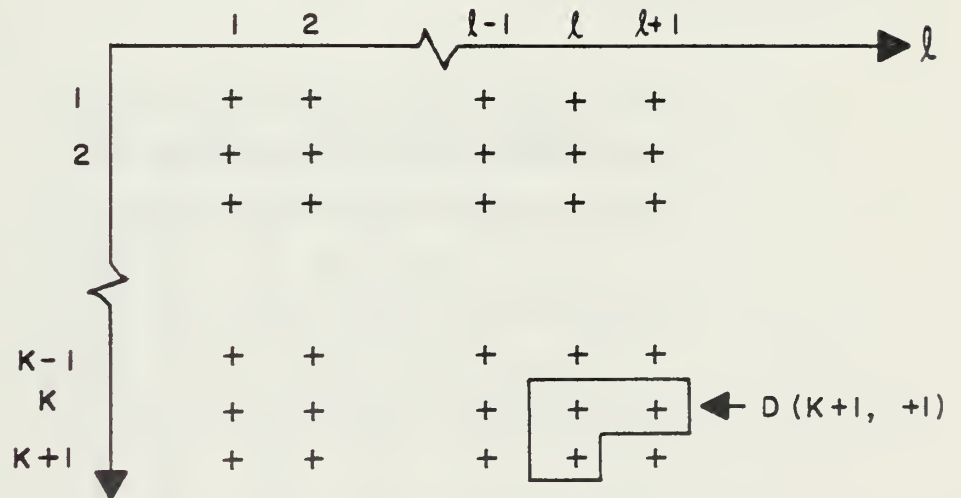 1 2 ℓ-1 ℓ ℓ+1
ℓ
1 + + + + +
2 + + + + +
+ + + + +
K-1 + + + + +
K + + + + +
D (K+1, +1)
K+1 + + + + +